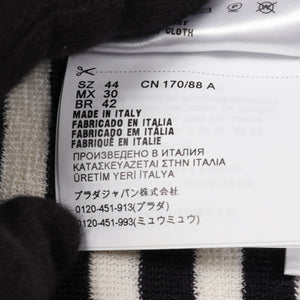 CLOTH
SZ 44 CN 170/88 A
MX 30
BR 42
MADE IN ITALY
FABRICADO EN ITALIA
FABRICADO EM ITÁLIA
FABRIQUÉ EN ITALIE
ПРОИЗВЕДЕНО В ИТАЛИЯ
ΚΑΤΑΣΚΕΥΑΖΕΤΑΙ ΣΤΗΝ ITALIA
ÜRETİM YERİ İTALYA
プラダジャパン株式会社
0120-451-913(プラダ)
0120-451-993(ミュウミュウ)